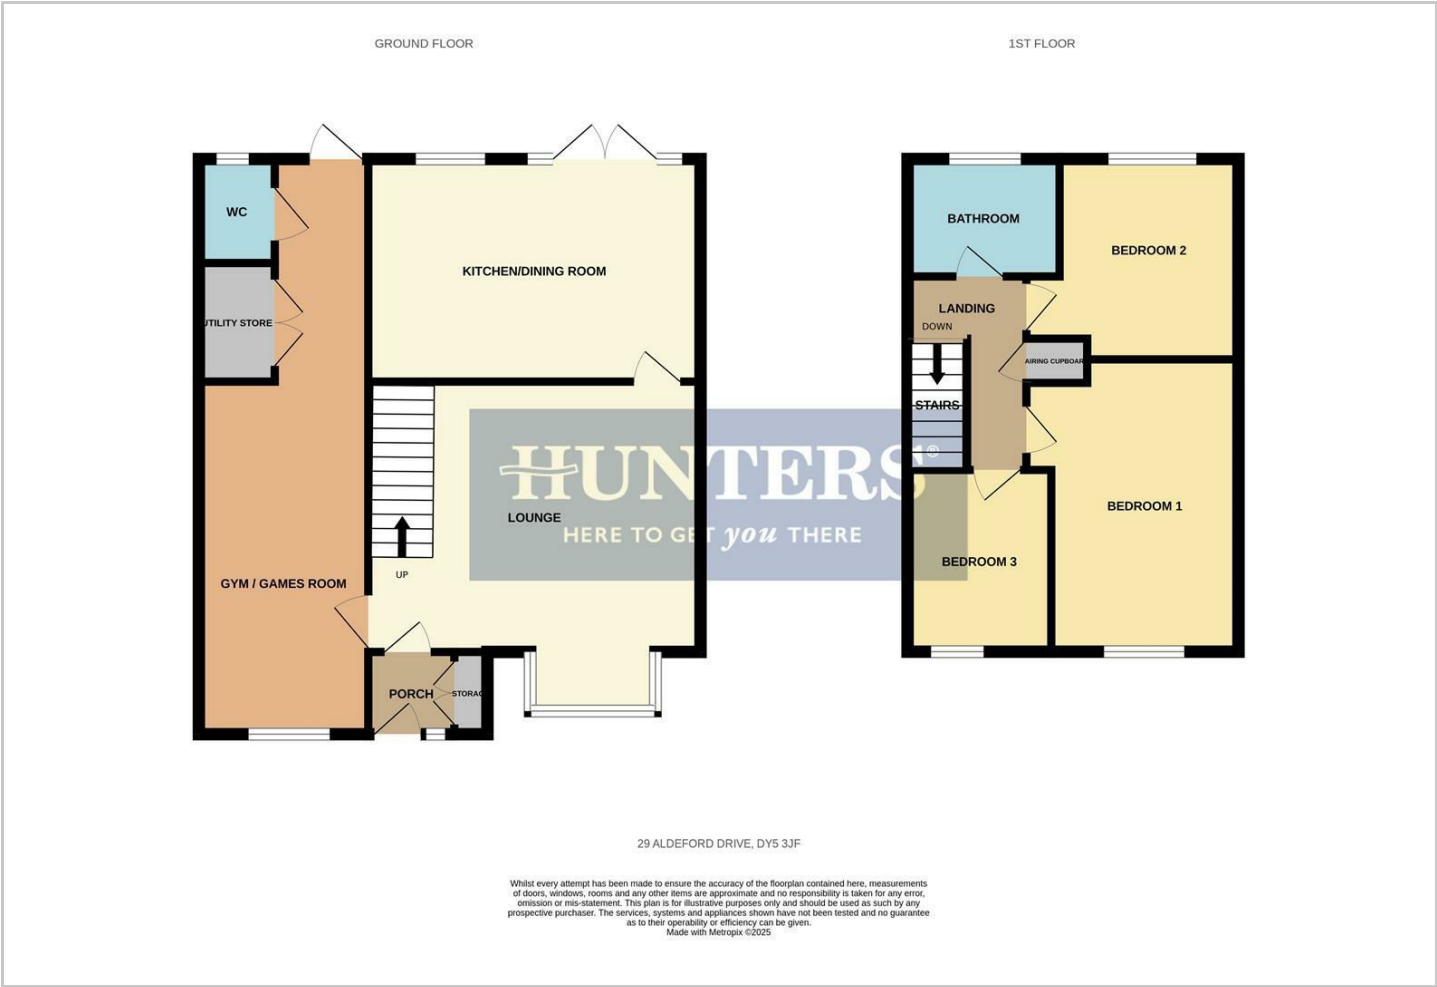 GROUND FLOOR
1ST FLOOR
WC
UTILITY STORE
KITCHEN/DINING ROOM
GYM / GAMES ROOM
LOUNGE
UP
PORCH
STORAG
BATHROOM
BEDROOM 2
LANDING
DOWN
AIRING CUPBOAR
STAIRS
BEDROOM 1
BEDROOM 3
HUNTERS®
HERE TO GET you THERE
29 ALDEFORD DRIVE, DY5 3JF
Whilst every attempt has been made to ensure the accuracy of the floorplan contained here, measurements
of doors, windows, rooms and any other items are approximate and no responsibility is taken for any error,
omission or mis-statement. This plan is for illustrative purposes only and should be used as such by any
prospective purchaser. The services, systems and appliances shown have not been tested and no guarantee
as to their operability or efficiency can be given.
Made with Metropix ©2025